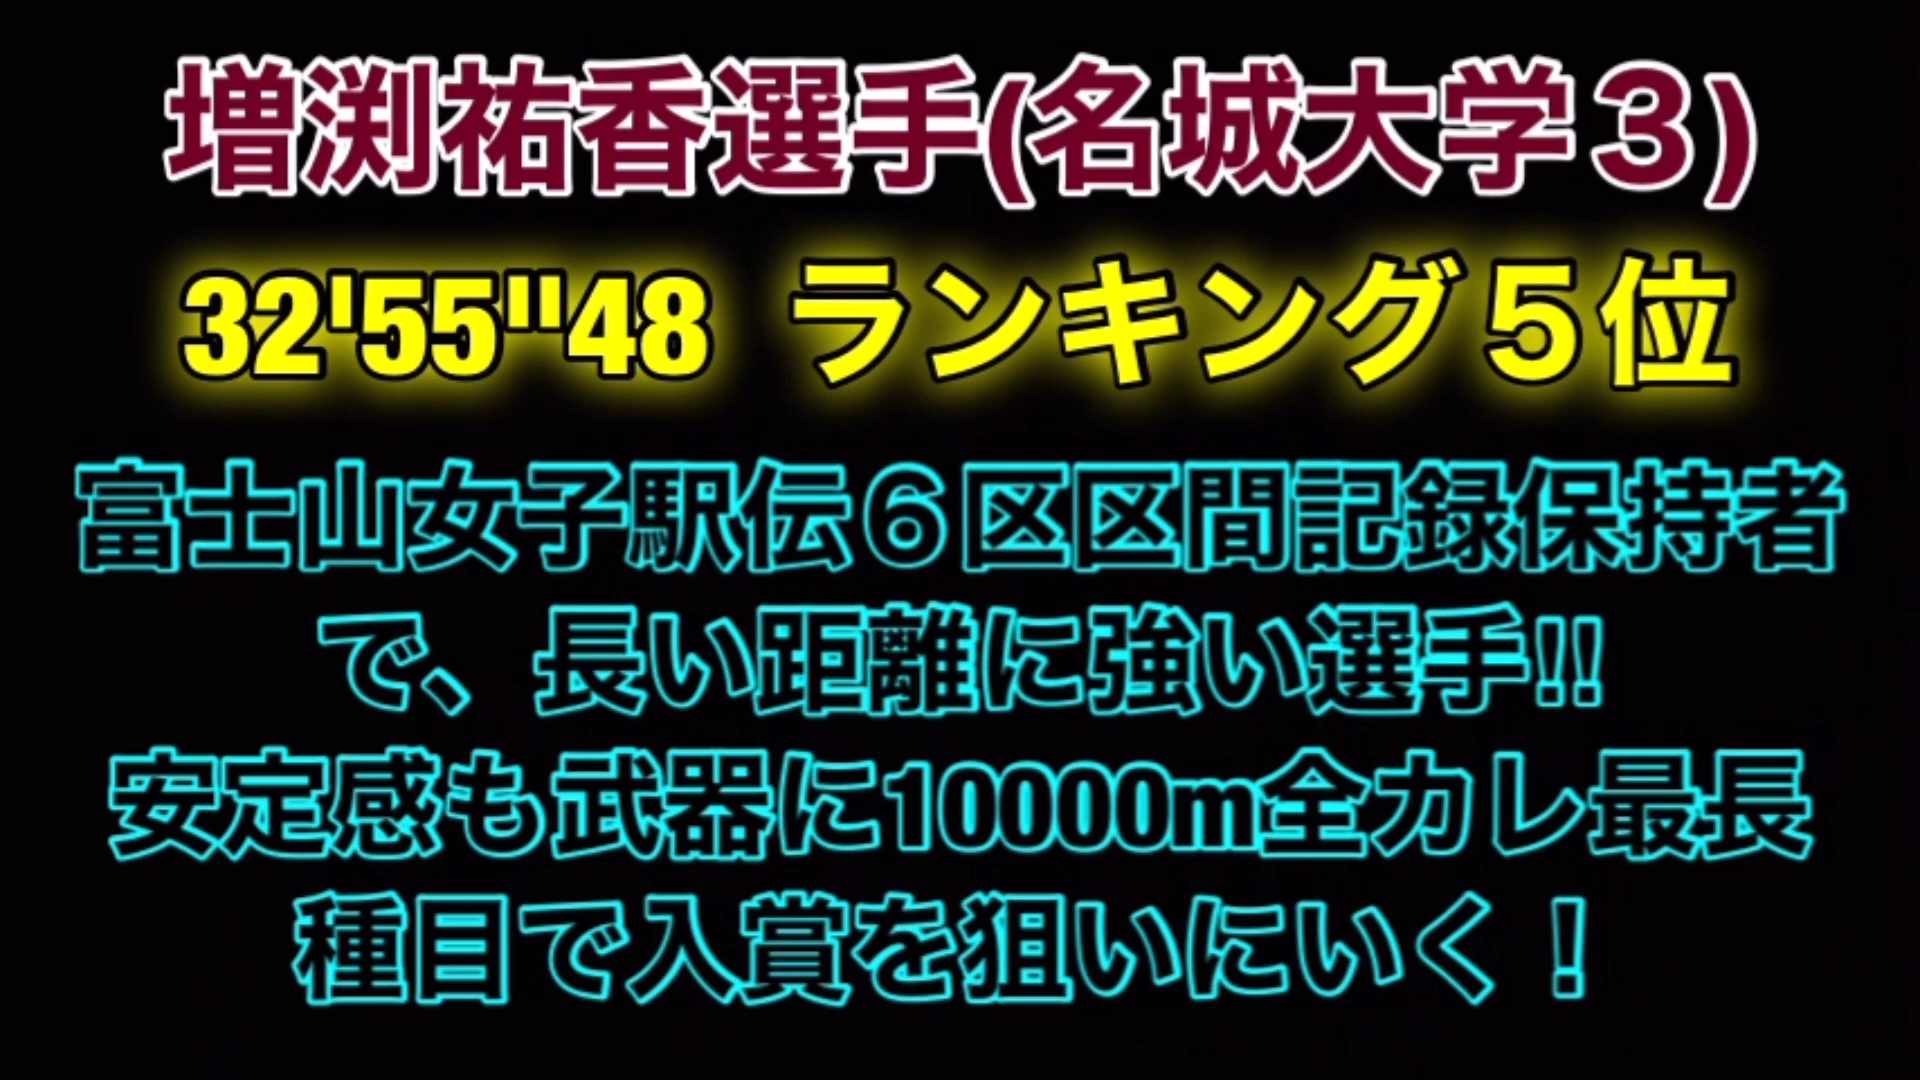 増渕祐香選手(名城大学３)
32'55"48 ランキング５位
富士山女子駅伝６区区間記録保持者
で、長い距離に強い選手!!
安定感も武器に10000m全カレ最長
種目で入賞を狙いにいく！